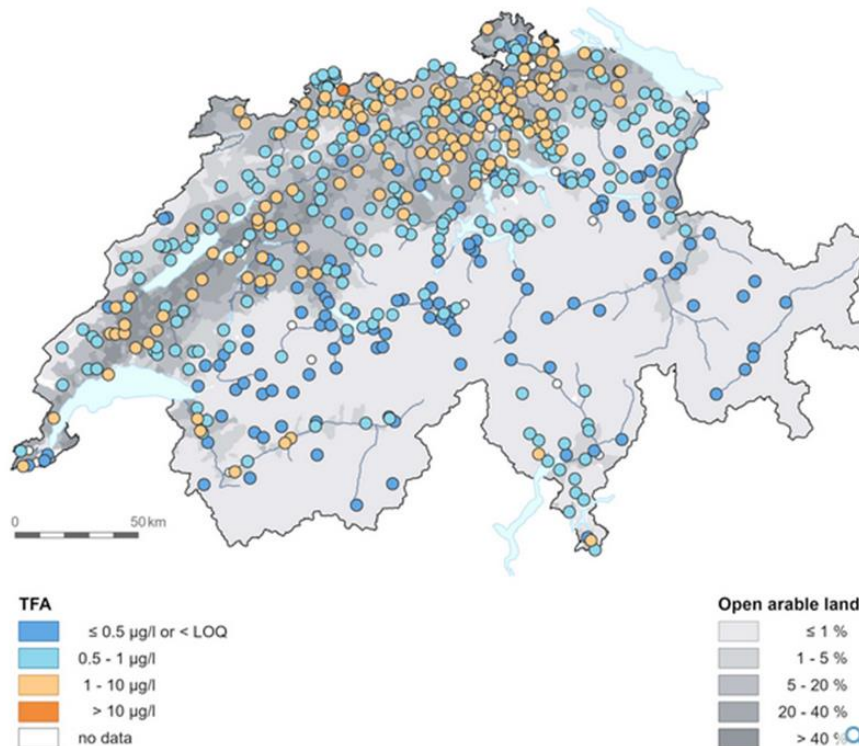 0 50 km
TFA
≤ 0.5 µg/l or < LOQ
0.5 - 1 µg/l
1 - 10 µg/l
> 10 µg/l
no data
Open arable land
≤ 1 %
1 - 5 %
5 - 20 %
20 - 40 %
> 40 %